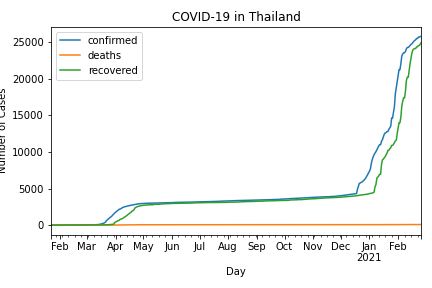 COVID-19 in Thailand
confirmed
deaths
recovered
25000
20000
15000
10000
5000
0
Number of Cases
Feb Mar Apr May Jun Jul Aug Sep Oct Nov Dec Jan Feb
2021
Day